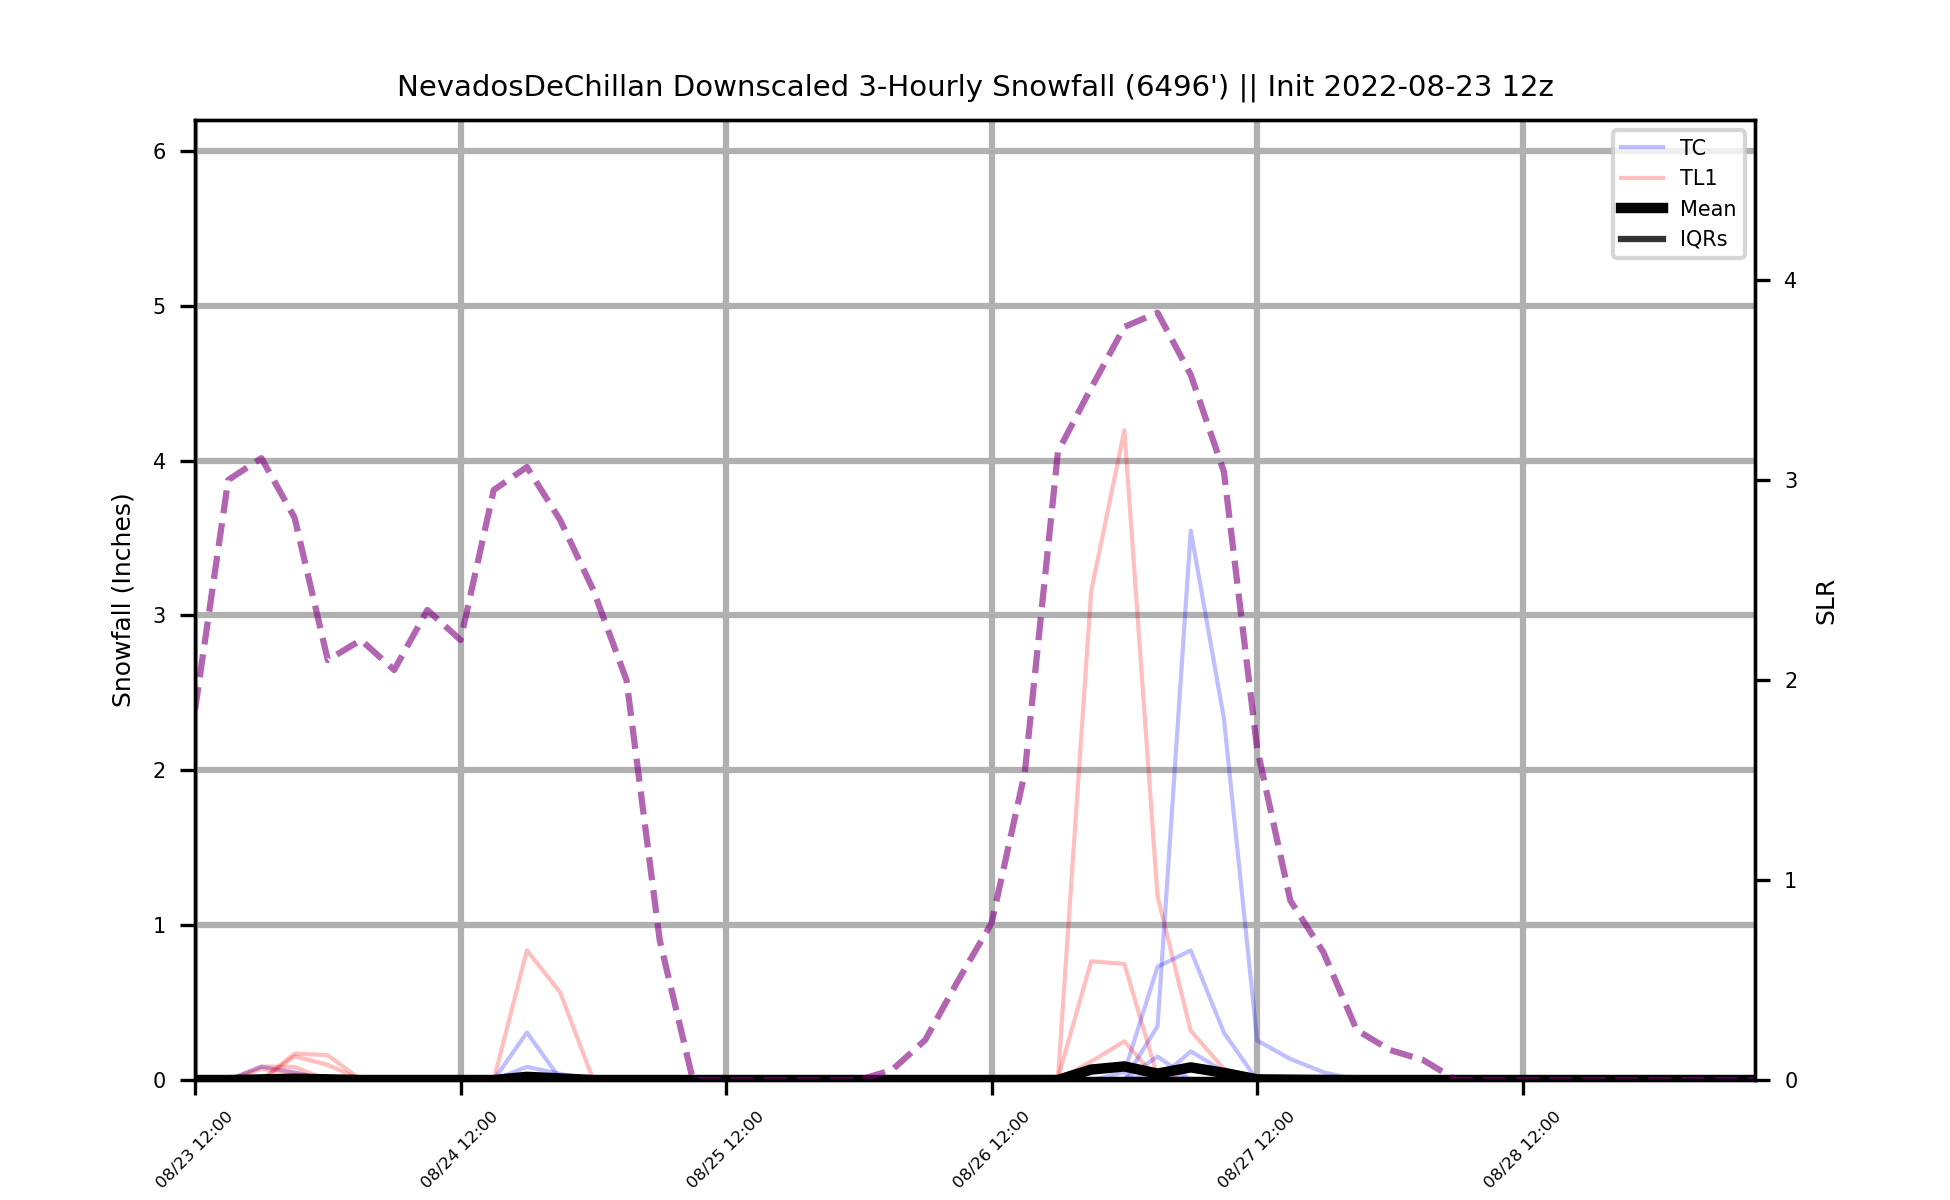 NevadosDeChillan Downscaled 3-Hourly Snowfall (6496') || Init 2022-08-23 12z
TC
TL1
Mean
IQRs
6
5
4
3
2
1
0
Snowfall (Inches)
4
3
2
1
0
SLR
08/23 12:00
08/24 12:00
08/25 12:00
08/26 12:00
08/27 12:00
08/28 12:00